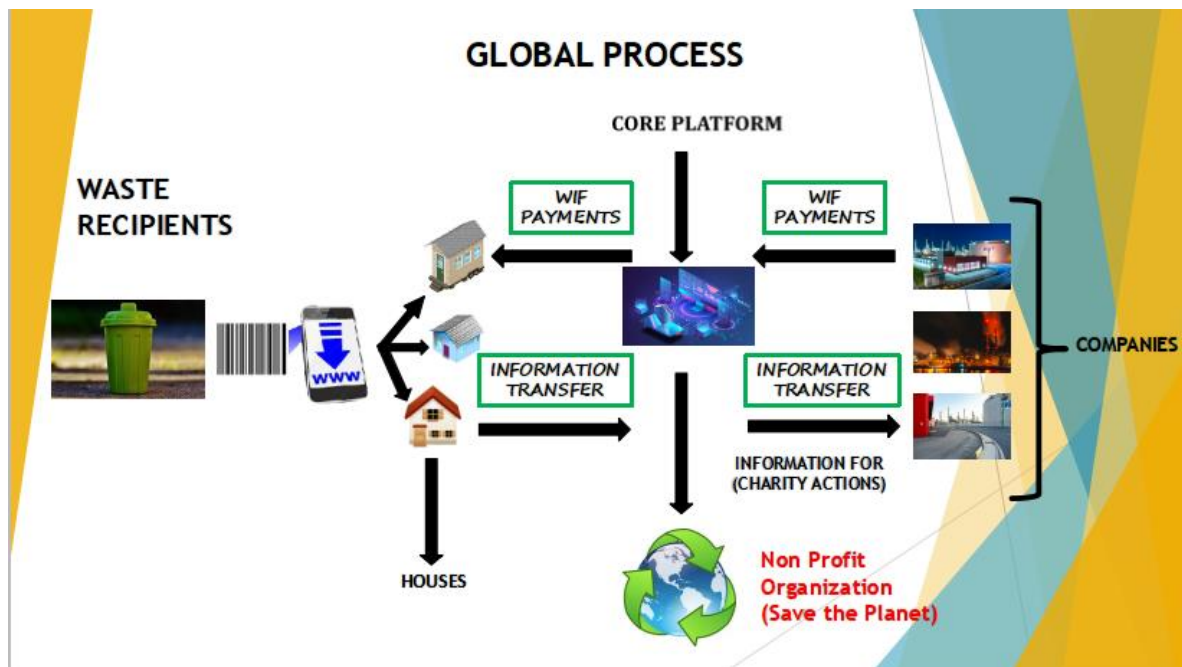 GLOBAL PROCESS
CORE PLATFORM
WASTE
RECIPIENTS
WIF
PAYMENTS
WIF
PAYMENTS
WWW
INFORMATION
TRANSFER
INFORMATION
TRANSFER
COMPANIES
INFORMATION FOR
(CHARITY ACTIONS)
HOUSES
Non Profit
Organization
(Save the Planet)